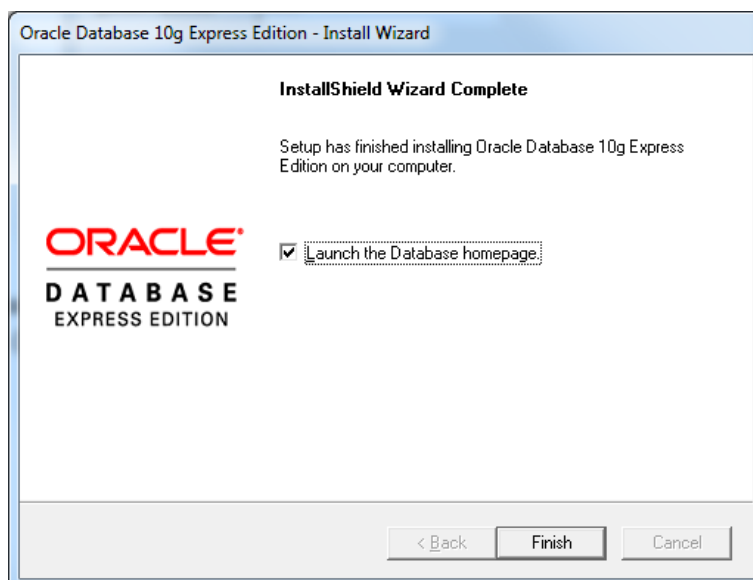 Oracle Database 10g Express Edition - Install Wizard
InstallShield Wizard Complete
Setup has finished installing Oracle Database 10g Express
Edition on your computer.
ORACLE®
DATABASE
EXPRESS EDITION
Launch the Database homepage.
< Back
Finish
Cancel